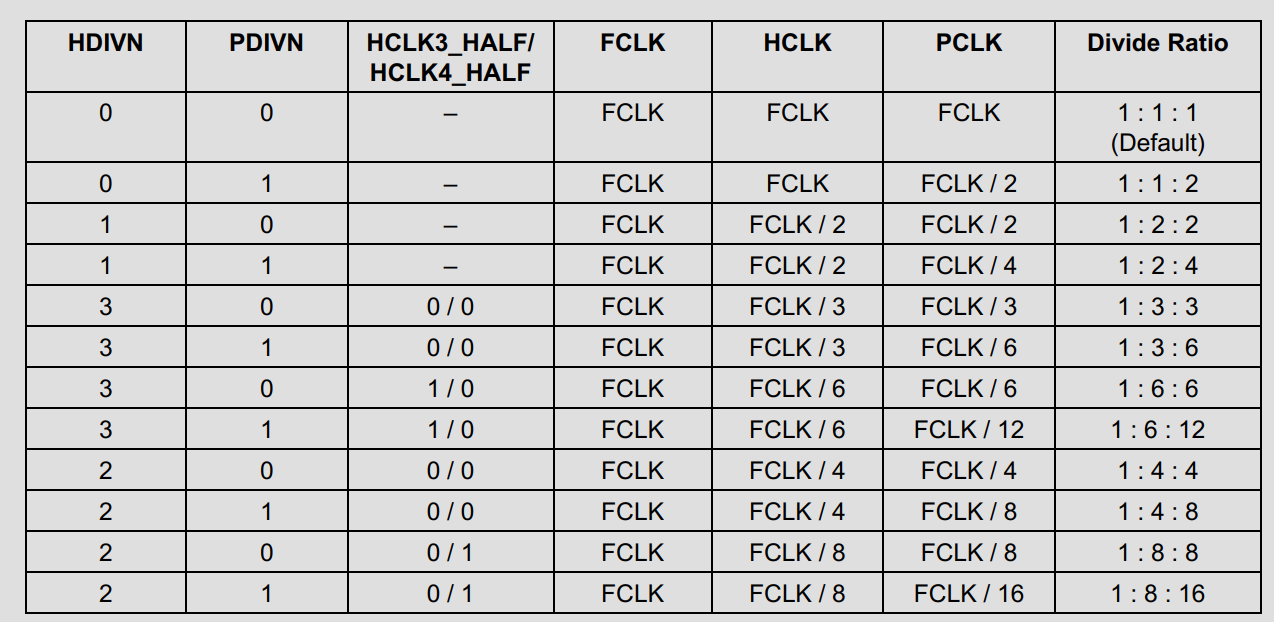 HDIVN PDIVN HCLK3_HALF/ FCLK HCLK PCLK Divide Ratio
HCLK4_HALF
0 0 – FCLK FCLK FCLK 1 : 1 : 1
(Default)
0 1 – FCLK FCLK FCLK / 2 1 : 1 : 2
1 0 – FCLK FCLK / 2 FCLK / 2 1 : 2 : 2
1 1 – FCLK FCLK / 2 FCLK / 4 1 : 2 : 4
3 0 0 / 0 FCLK FCLK / 3 FCLK / 3 1 : 3 : 3
3 1 0 / 0 FCLK FCLK / 3 FCLK / 6 1 : 3 : 6
3 0 1 / 0 FCLK FCLK / 6 FCLK / 6 1 : 6 : 6
3 1 1 / 0 FCLK FCLK / 6 FCLK / 12 1 : 6 : 12
2 0 0 / 0 FCLK FCLK / 4 FCLK / 4 1 : 4 : 4
2 1 0 / 0 FCLK FCLK / 4 FCLK / 8 1 : 4 : 8
2 0 0 / 1 FCLK FCLK / 8 FCLK / 8 1 : 8 : 8
2 1 0 / 1 FCLK FCLK / 8 FCLK / 16 1 : 8 : 16